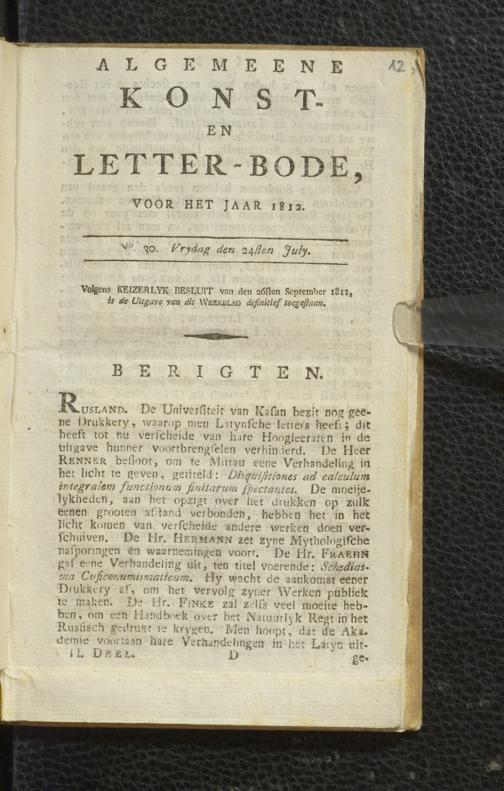 12,
ALGEMEENE
KONST-
EN
LETTER-BODE,
VOOR HET JAAR 1812.
No. 30. Vrydag den 24sten July.
Volgens KEIZERLYK BESLUIT van den 26sten September 1811,
is de Uitgave van dit WEEKBLAD definitief toegestaan.
BERIGTEN.
RUSLAND. De Universiteit van Kasan bezit nog gee-
ne Drukkery, waarop men Latynsche letters heeft; dit
heeft tot nu verscheide van hare Hoogleeraren in de
uitgave hunner voortbrengselen verhinderd. De Heer
RENNER besloot, om te Mittau eene Verhandeling in
het licht te geven, getiteld: Disquisitiones ad calculum
integralem functionum finitarum spectantes. De moeije-
lykheden, aan het opzigt over het drukken op zulk
eenen grooten afstand verbonden, hebben het in het
licht komen van verscheide andere werken doen ver-
schuiven. De Hr. HERMANN zet zyne Mythologische
nasporingen en waarnemingen voort. De Hr. FRAEHN
gaf eene Verhandeling uit, ten titel voerende: Schedias-
ma Cuficonumismaticum. Hy wacht de aankomst eener
Drukkery af, om het vervolg zyner Werken publiek
te maken. De Hr. FINKE zal zelfs veel moeite heb-
ben, om een Handboek over het Natuurlyk Regt in het
Russisch gedrukt te krygen. Men hoopt, dat de Aka-
demie voortaan hare Verhandelingen in het Latyn uit-
II. DEEL. D ge-